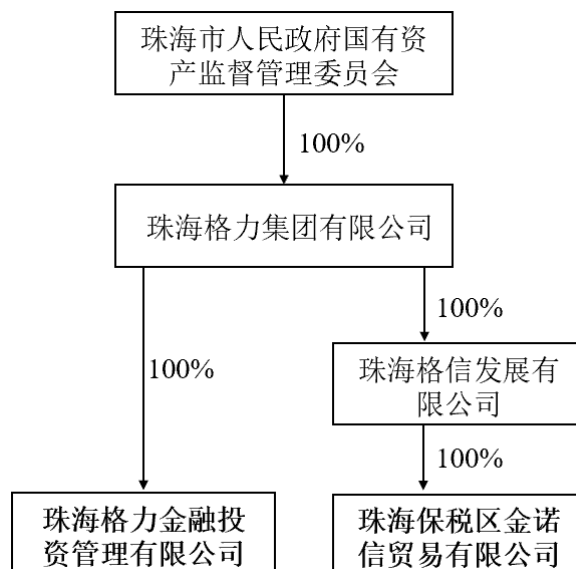 珠海市人民政府国有资
产监督管理委员会
100%
珠海格力集团有限公司
100%
100%
珠海格信发展有
限公司
100%
珠海格力金融投
资管理有限公司
珠海保税区金诺
信贸易有限公司